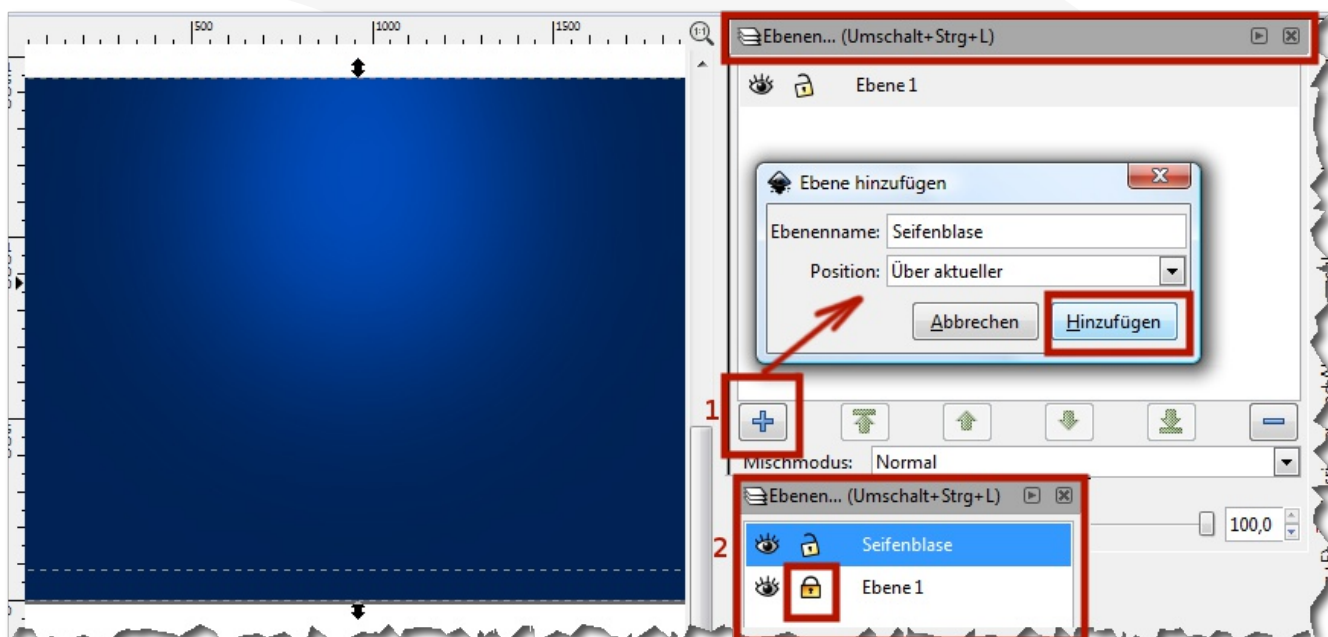 500 1000 1500
Ebenen... (Umschalt+Strg+L)
Ebene 1
Ebene hinzufügen
Ebenenname: Seifenblase
Position: Über aktueller
Abbrechen Hinzufügen
1
Mischmodus: Normal
100,0
2
Ebenen... (Umschalt+Strg+L)
Seifenblase
Ebene 1